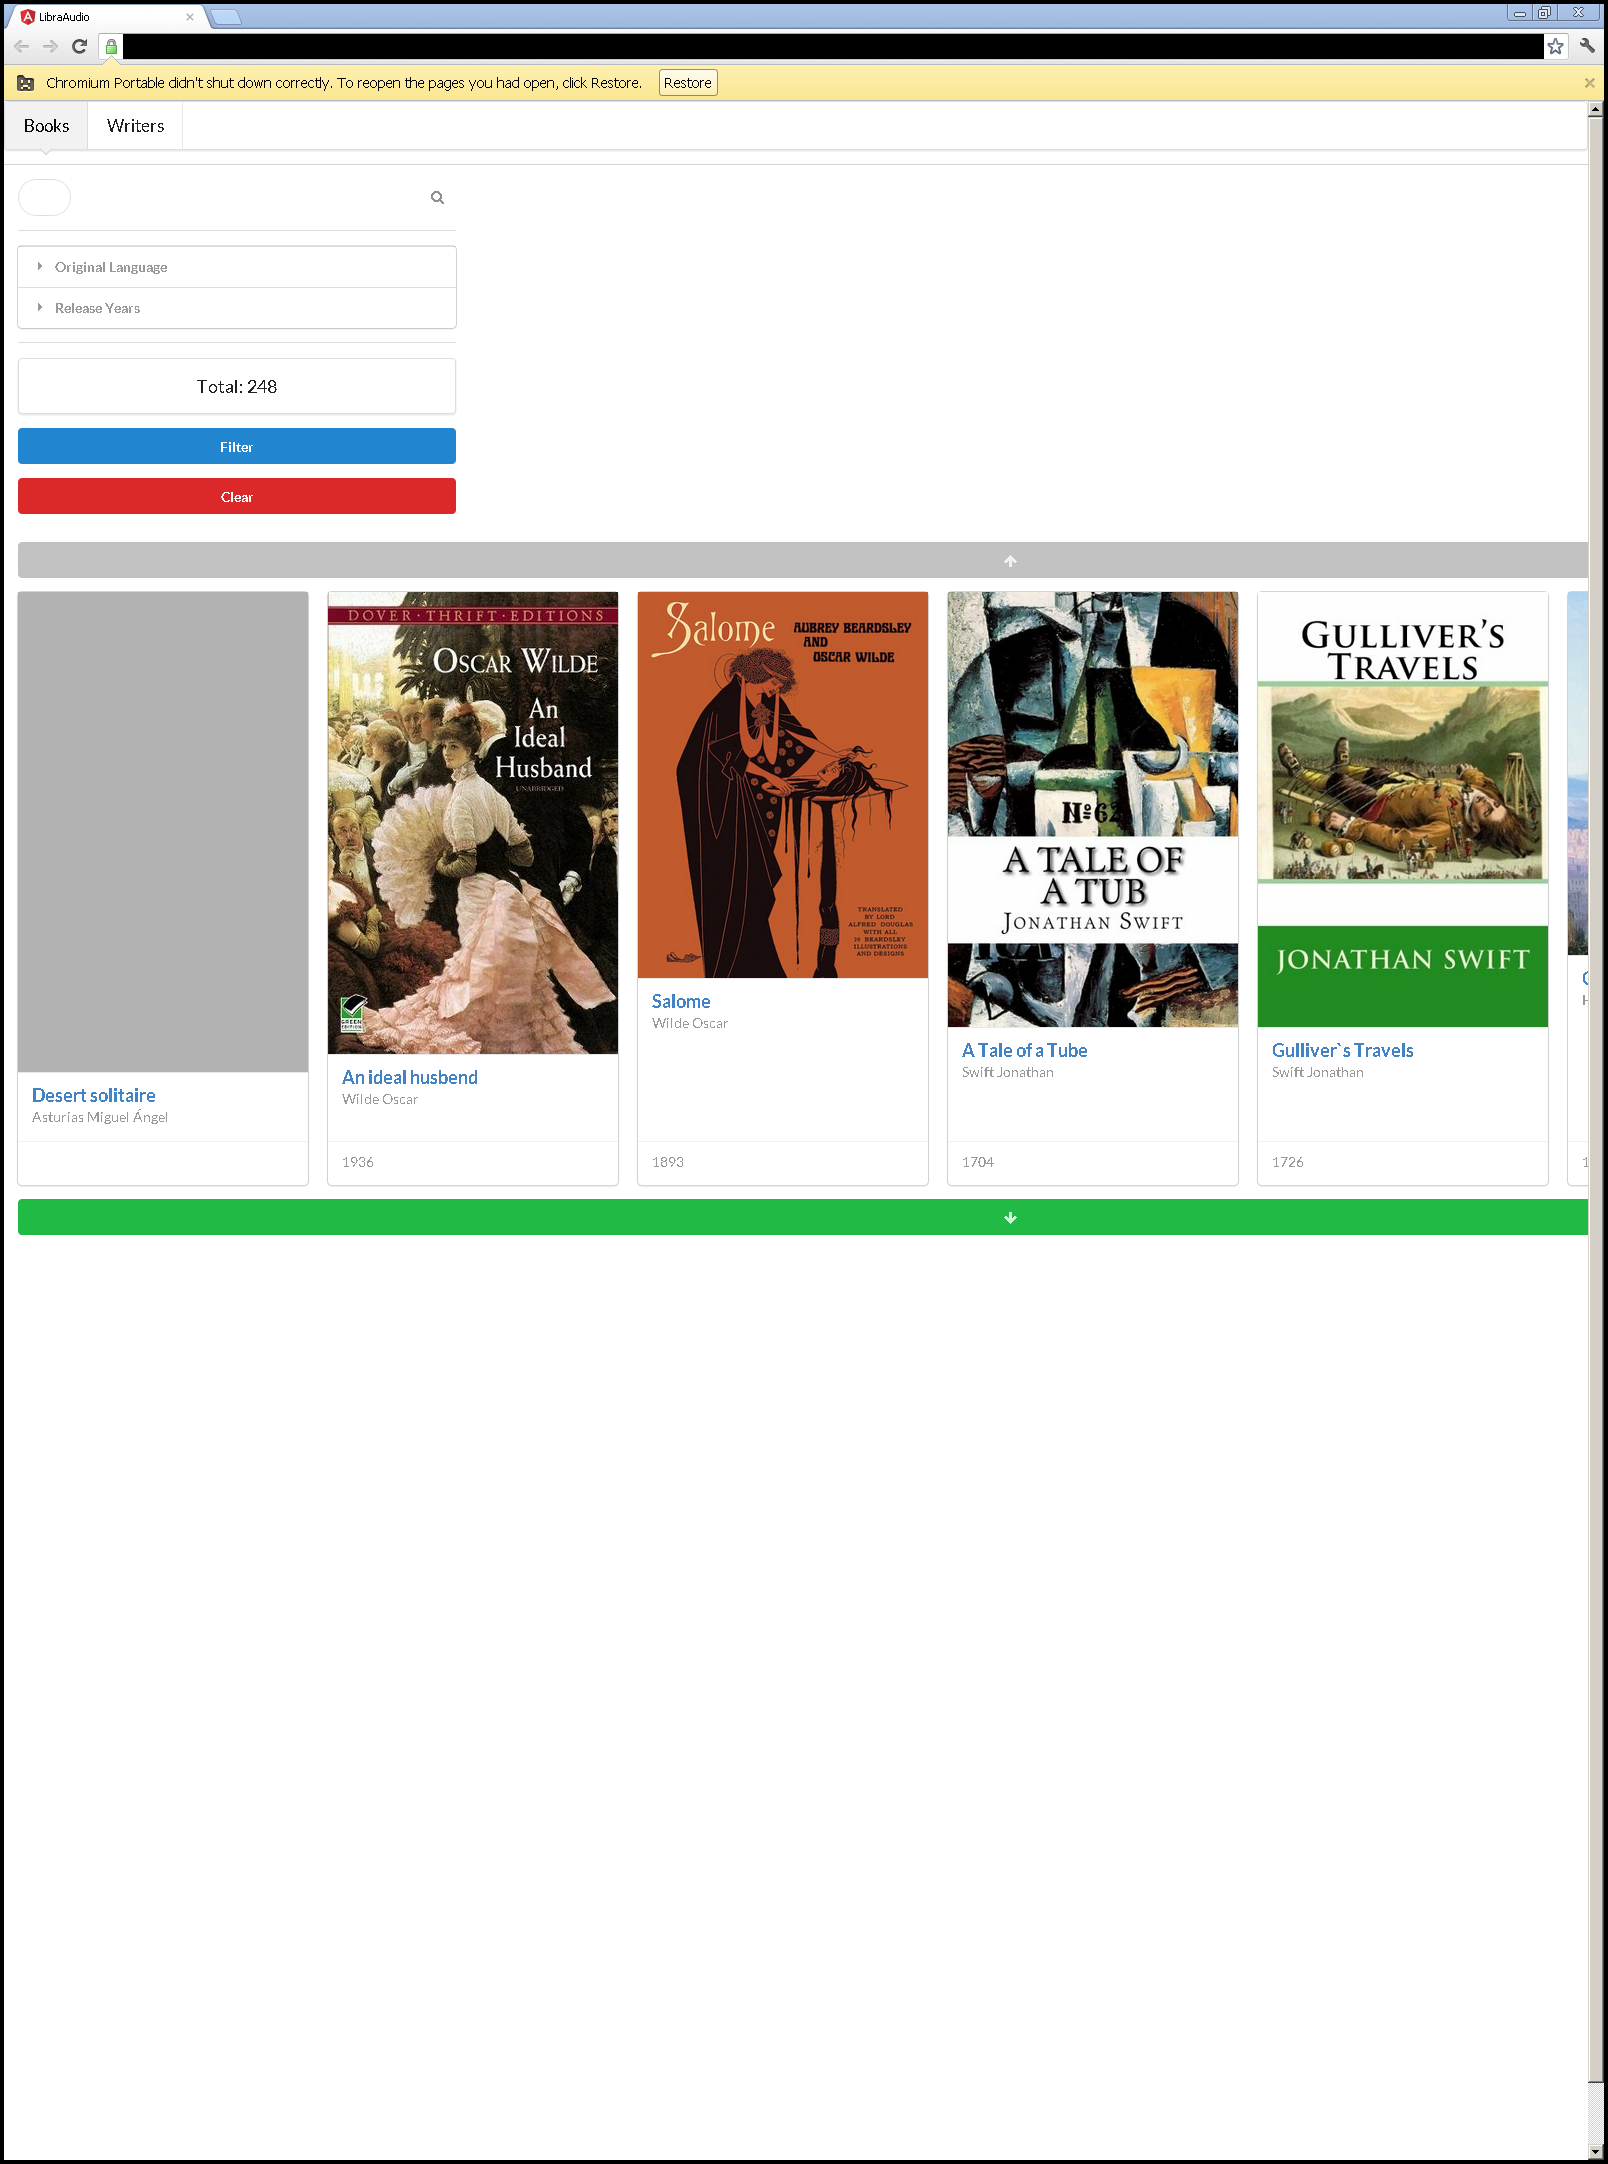 LibraAudio
Chromium Portable didn't shut down correctly. To reopen the pages you had open, click Restore. Restore
Books Writers
Original Language
Release Years
Total: 248
Filter
Clear
DOVER · THRIFT · EDITIONS
OSCAR WILDE
An
Ideal
Husband
UNABRIDGED
GREEN
EDITION
An ideal husbend
Wilde Oscar
1936
Salome
AUBREY BEARDSLEY
AND
OSCAR WILDE
TRANSLATED
BY LORD
ALFRED DOUGLAS
WITH ALL
BEARDSLEY
ILLUSTRATIONS
AND DESIGNS
Salome
Wilde Oscar
1893
Nº62
A TALE OF
A TUB
JONATHAN SWIFT
A Tale of a Tube
Swift Jonathan
1704
GULLIVER'S
TRAVELS
JONATHAN SWIFT
Gulliver`s Travels
Swift Jonathan
1726
Desert solitaire
Asturias Miguel Ángel